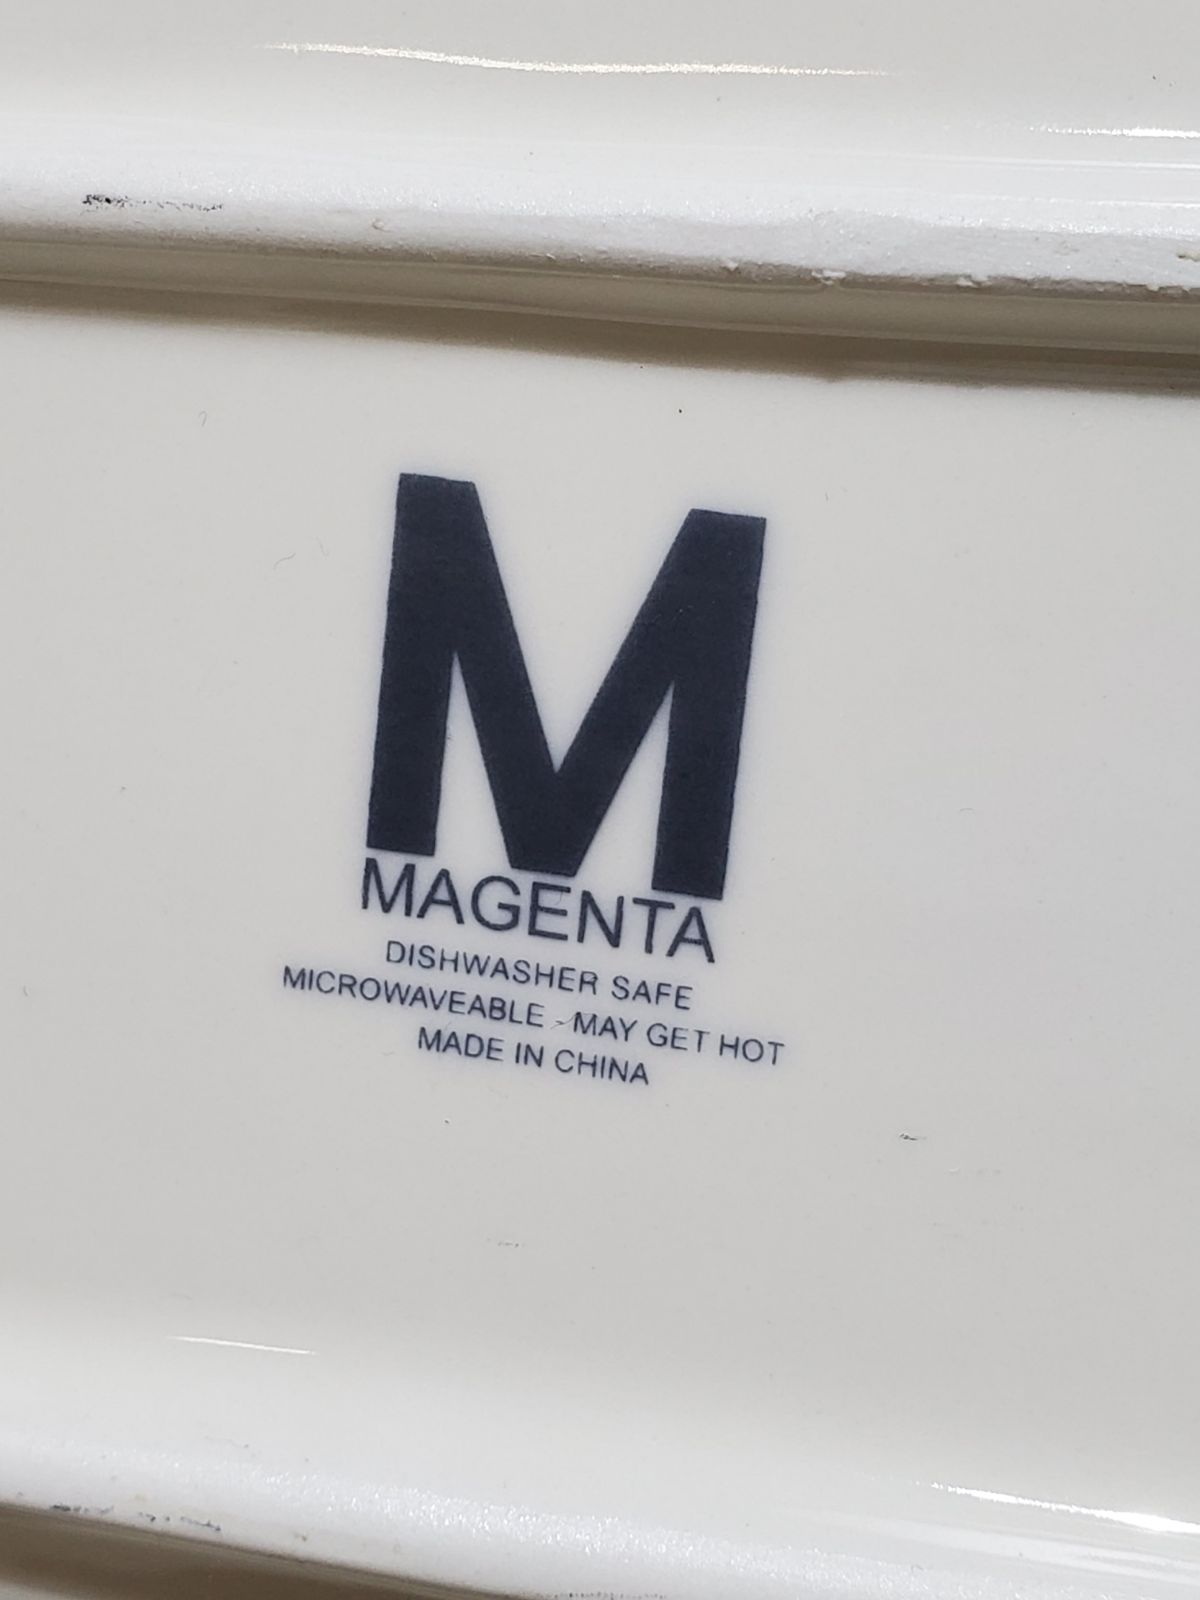 M
MAGENTA
DISHWASHER SAFE
MICROWAVEABLE - MAY GET HOT
MADE IN CHINA